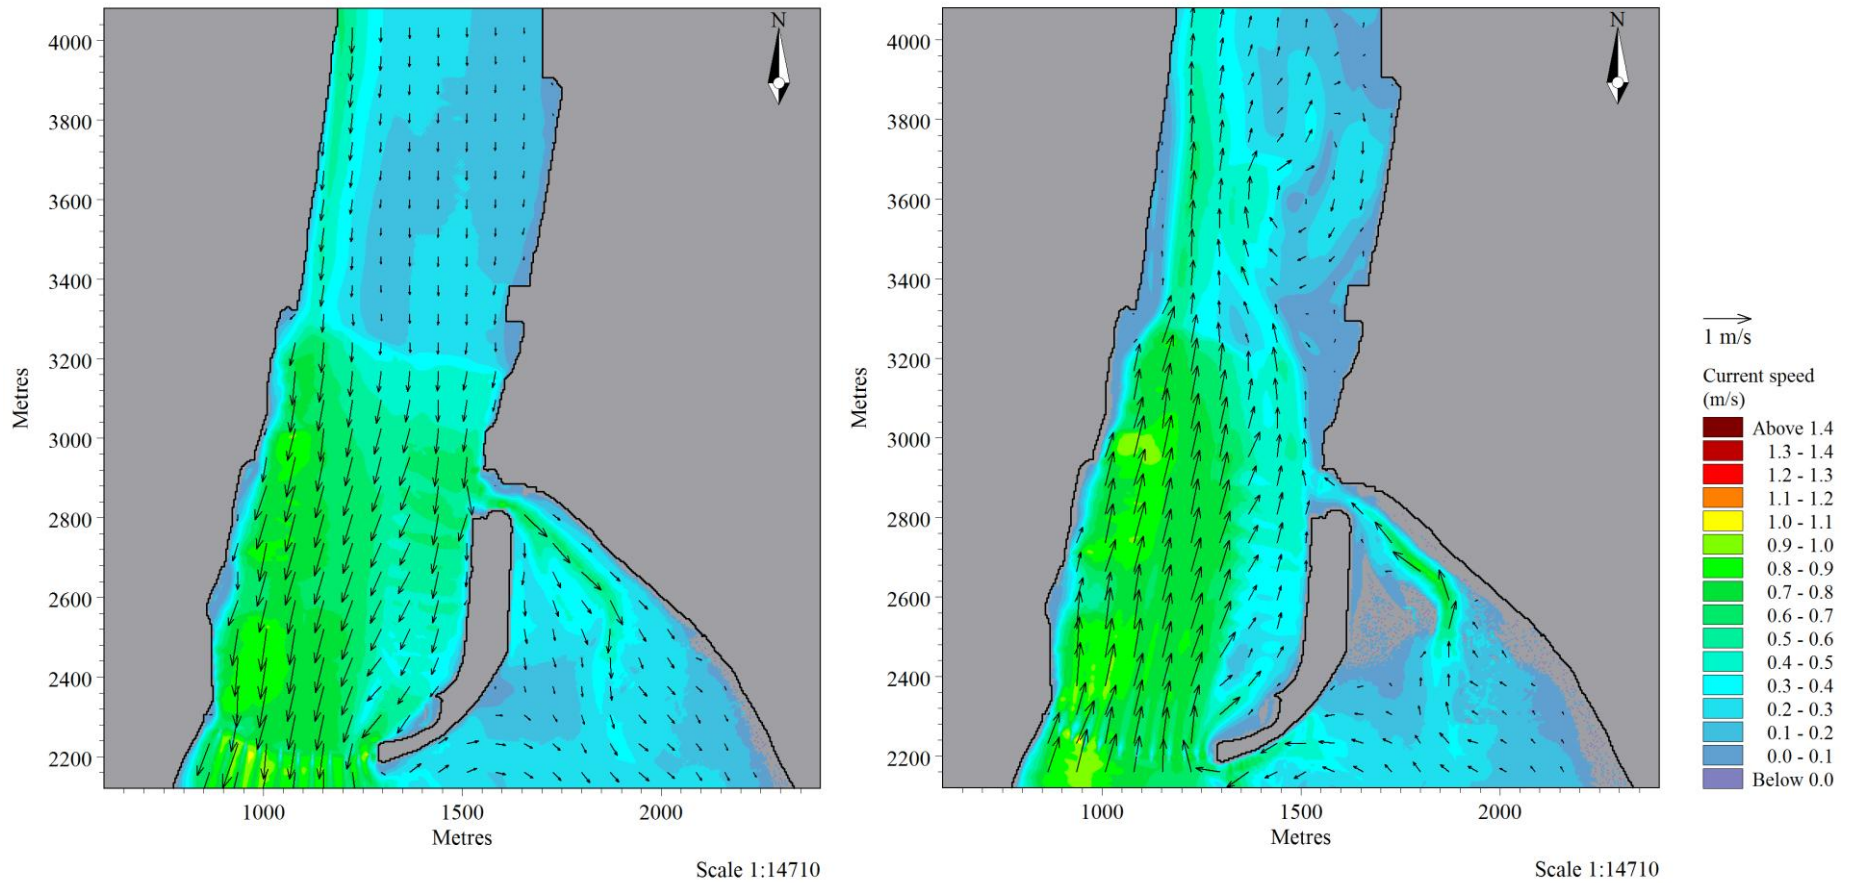 N
4000
3800
3600
3400
3200
3000
2800
2600
2400
2200
Metres
1000
1500
2000
Metres
Scale 1:14710
N
4000
3800
3600
3400
3200
3000
2800
2600
2400
2200
Metres
1000
1500
2000
Metres
Scale 1:14710
1 m/s
Current speed
(m/s)
Above 1.4
1.3 - 1.4
1.2 - 1.3
1.1 - 1.2
1.0 - 1.1
0.9 - 1.0
0.8 - 0.9
0.7 - 0.8
0.6 - 0.7
0.5 - 0.6
0.4 - 0.5
0.3 - 0.4
0.2 - 0.3
0.1 - 0.2
0.0 - 0.1
Below 0.0